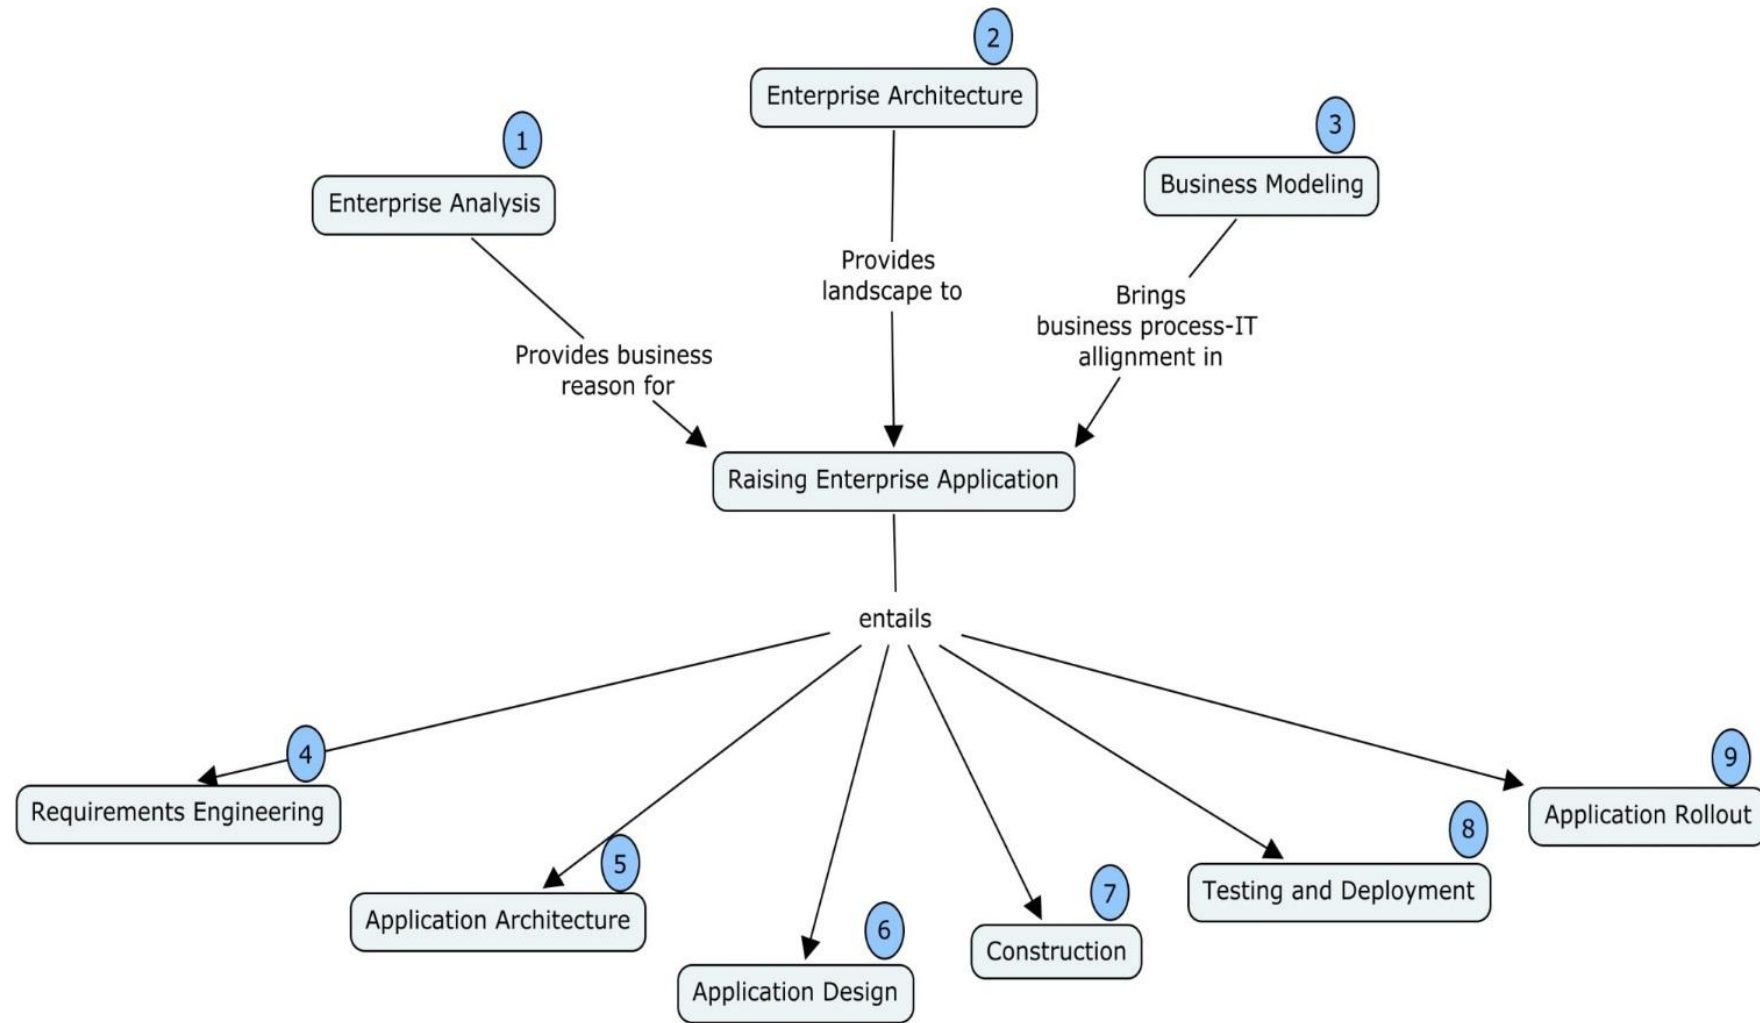 2
Enterprise Architecture
1
3
Enterprise Analysis
Business Modeling
Provides
landscape to
Brings
business process-IT
allignment in
Provides business
reason for
Raising Enterprise Application
entails
4
Requirements Engineering
5
Application Architecture
6
Application Design
7
Construction
8
Testing and Deployment
9
Application Rollout